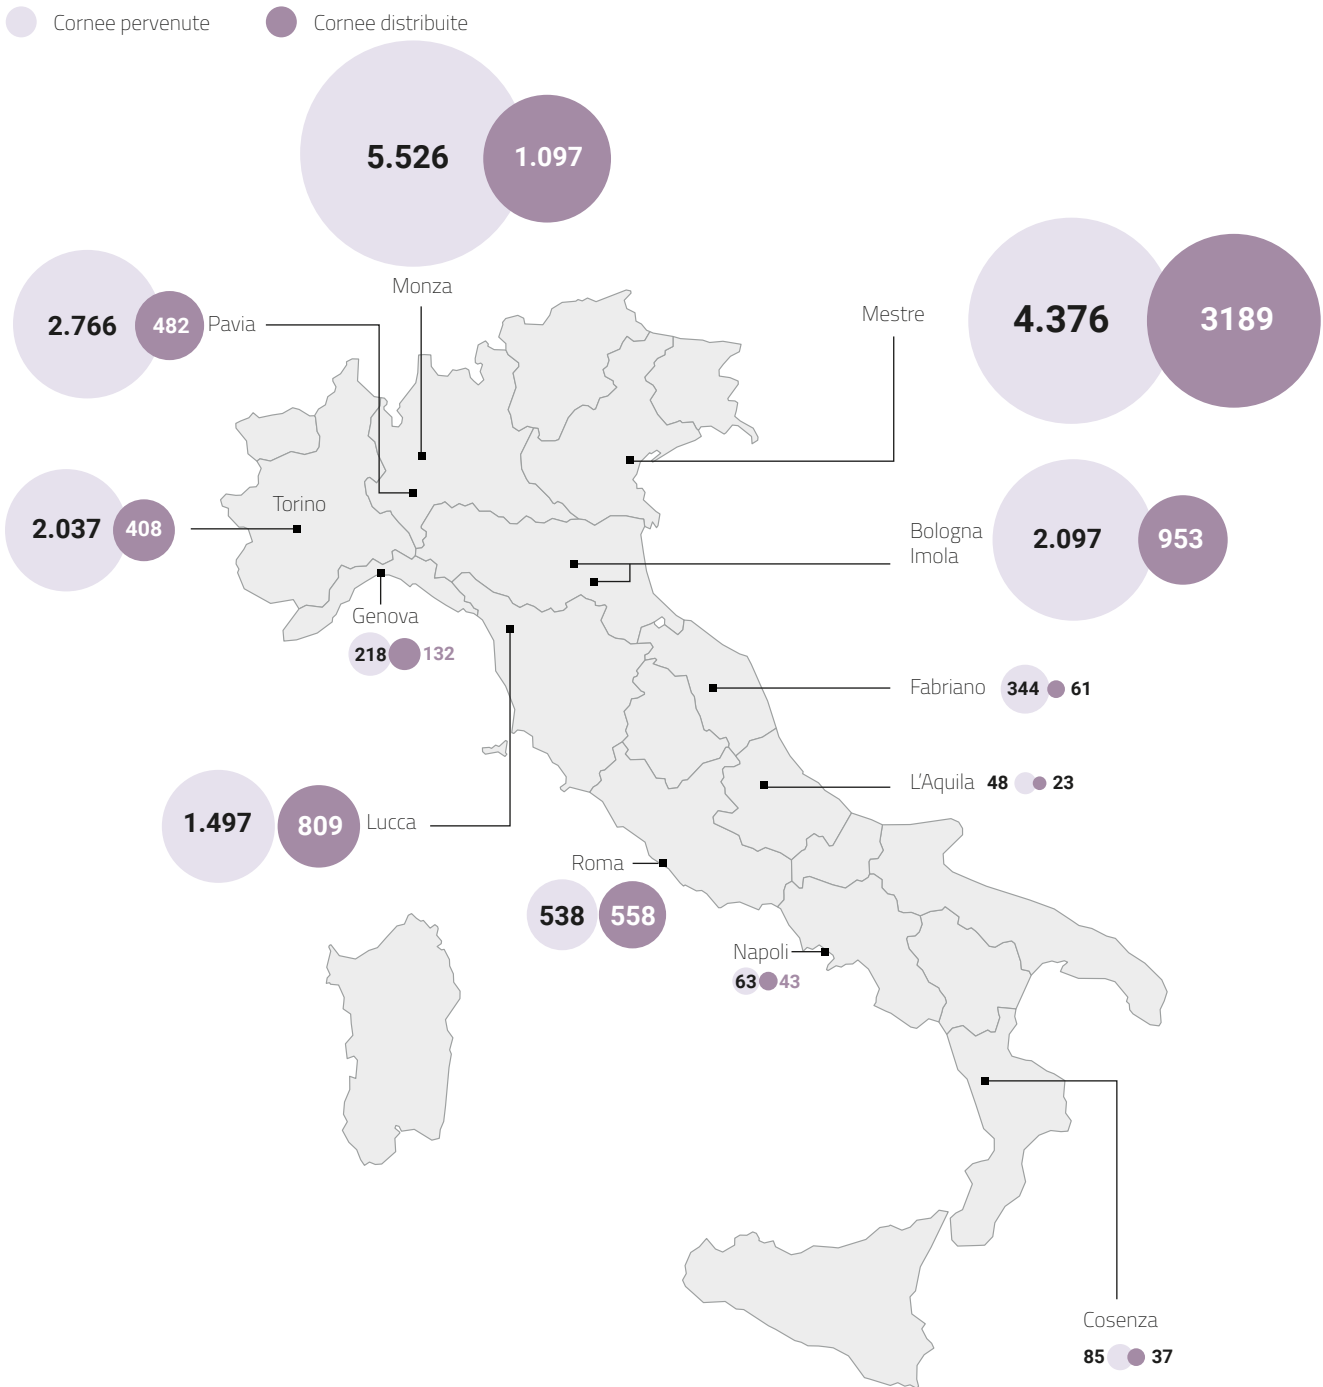 Cornee pervenute
Cornee distribuite
5.526
1.097
Monza
2.766
482
Pavia
Mestre
4.376
3189
2.037
408
Torino
Bologna
Imola
2.097
953
Genova
218
132
Fabriano
344
61
L'Aquila
48
23
1.497
809
Lucca
Roma
538
558
Napoli
63
43
Cosenza
85
37